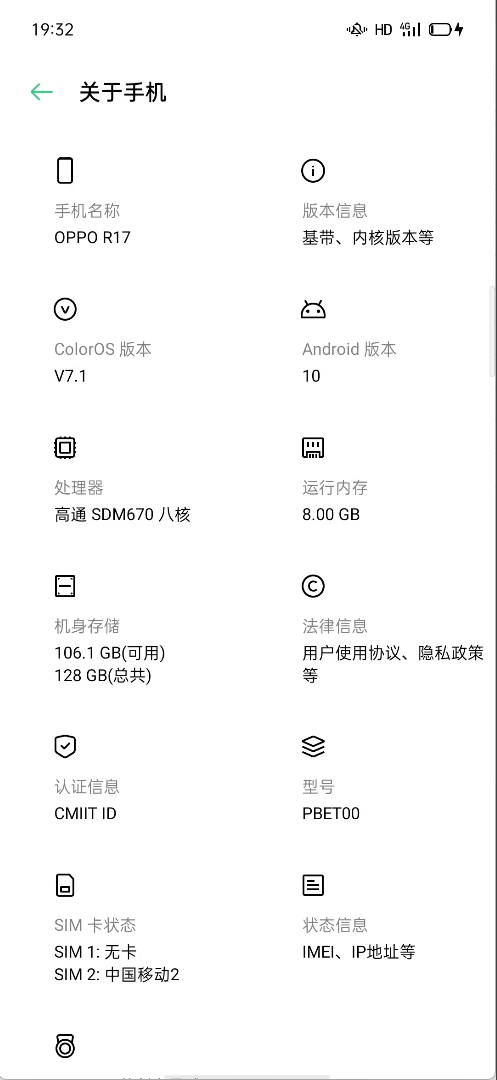 19:32
HD 4G
关于手机
手机名称
OPPO R17
版本信息
基带、内核版本等
ColorOS 版本
V7.1
Android 版本
10
处理器
高通 SDM670 八核
运行内存
8.00 GB
机身存储
106.1 GB(可用)
128 GB(总共)
法律信息
用户使用协议、隐私政策
等
认证信息
CMIIT ID
型号
PBET00
SIM 卡状态
SIM 1: 无卡
SIM 2: 中国移动2
状态信息
IMEI、IP地址等